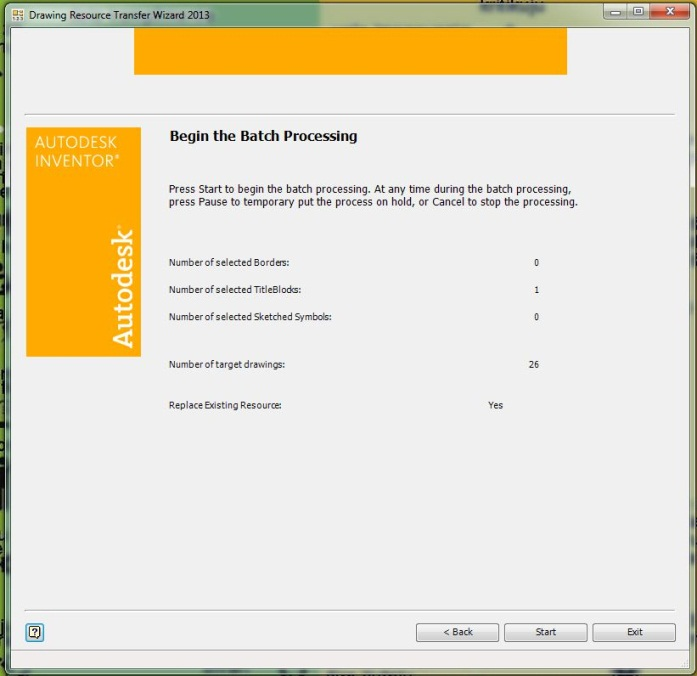 Drawing Resource Transfer Wizard 2013
AUTODESK
INVENTOR®
Autodesk
Begin the Batch Processing
Press Start to begin the batch processing. At any time during the batch processing,
press Pause to temporary put the process on hold, or Cancel to stop the processing.
Number of selected Borders: 0
Number of selected TitleBlocks: 1
Number of selected Sketched Symbols: 0
Number of target drawings: 26
Replace Existing Resource: Yes
?
< Back Start Exit